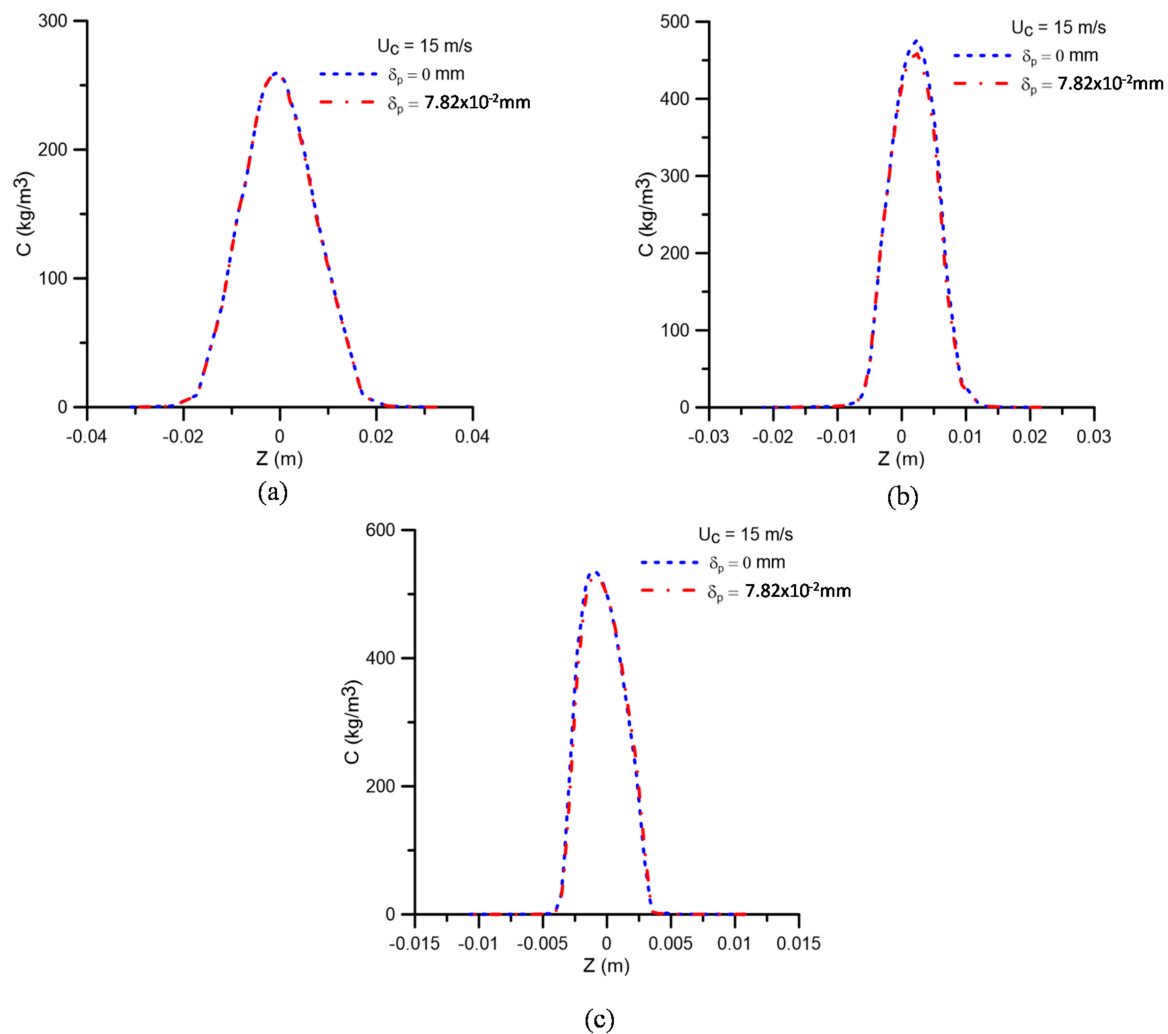 U_C = 15 m/s
δ_p = 0 mm
δ_p = 7.82x10⁻²mm
300
200
100
0
C (kg/m3)
-0.04 -0.02 0 0.02 0.04
Z (m)
(a)
U_C = 15 m/s
δ_p = 0 mm
δ_p = 7.82x10⁻²mm
500
400
300
200
100
0
C (kg/m3)
-0.03 -0.02 -0.01 0 0.01 0.02 0.03
Z (m)
(b)
U_C = 15 m/s
δ_p = 0 mm
δ_p = 7.82x10⁻²mm
600
400
200
0
C (kg/m3)
-0.015 -0.01 -0.005 0 0.005 0.01 0.015
Z (m)
(c)